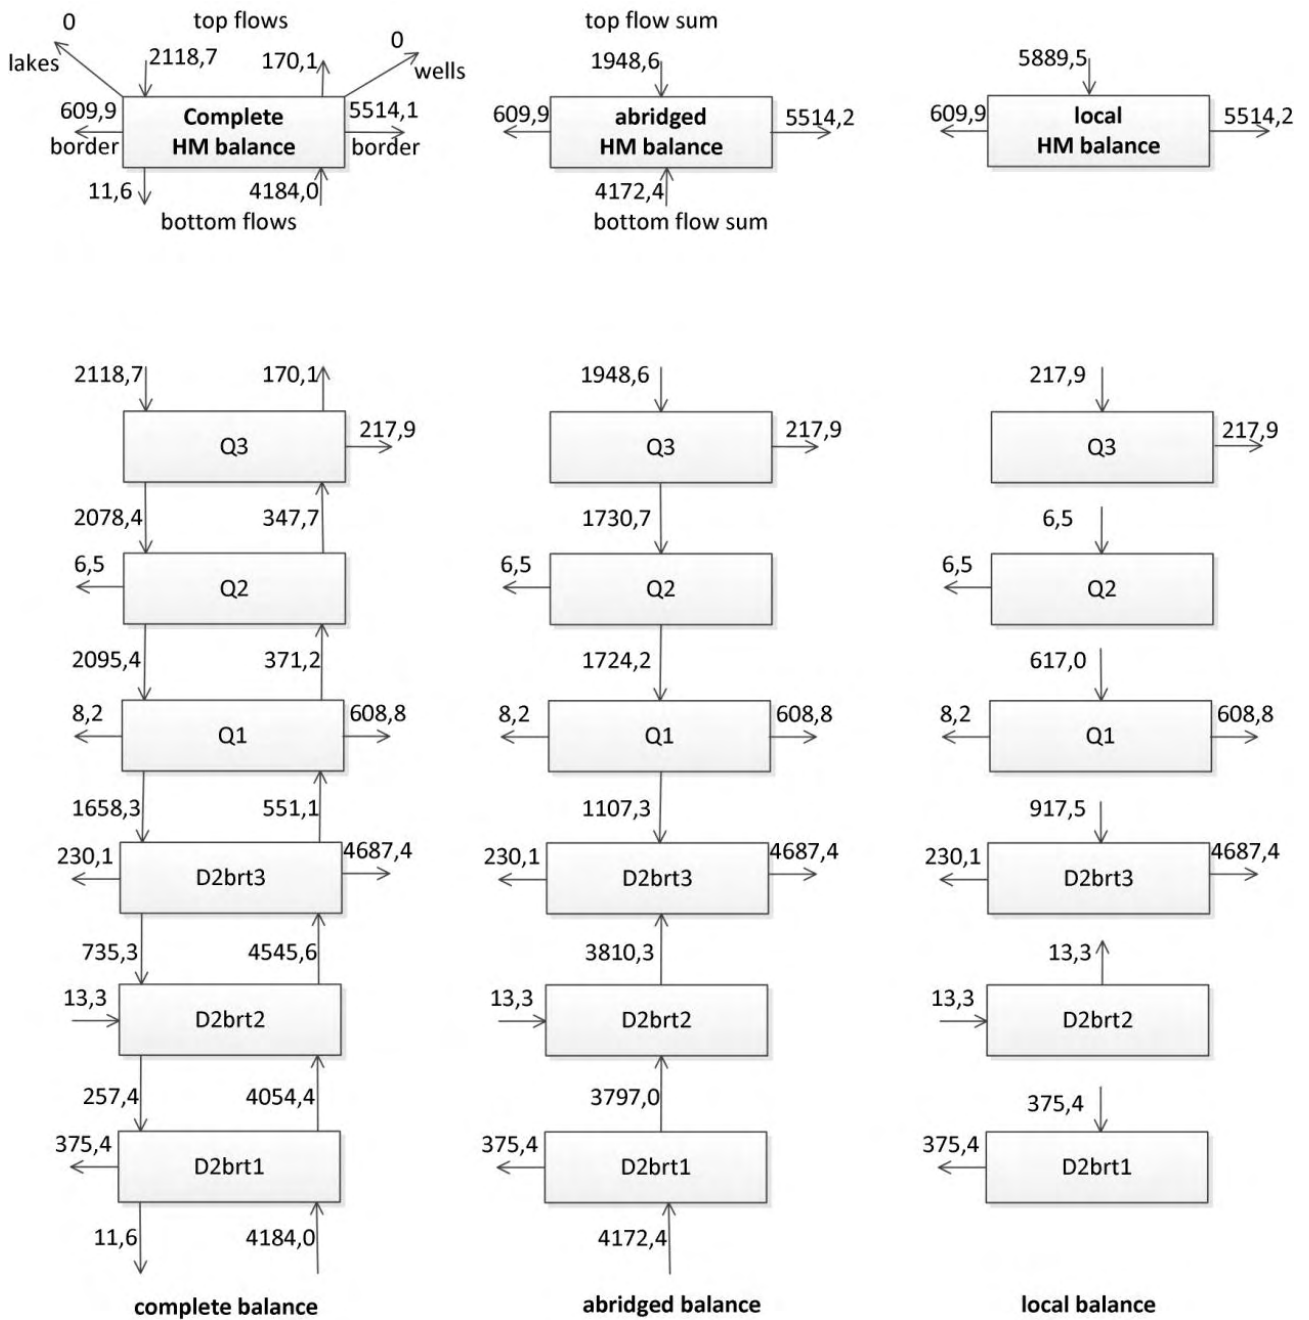 0 top flows top flow sum
lakes 2118,7 170,1 0 wells 1948,6 5889,5
609,9 Complete 5514,1 609,9 abridged 5514,2 609,9 local 5514,2
border HM balance border HM balance HM balance
11,6 4184,0 4172,4
bottom flows bottom flow sum
2118,7 170,1 1948,6 217,9
Q3 217,9 Q3 217,9 Q3 217,9
2078,4 347,7 1730,7 6,5
6,5 Q2 6,5 Q2 6,5 Q2
2095,4 371,2 1724,2 617,0
8,2 Q1 608,8 8,2 Q1 608,8 8,2 Q1 608,8
1658,3 551,1 1107,3 917,5
230,1 D2brt3 4687,4 230,1 D2brt3 4687,4 230,1 D2brt3 4687,4
735,3 4545,6 3810,3 13,3
13,3 D2brt2 13,3 D2brt2 13,3 D2brt2
257,4 4054,4 3797,0 375,4
375,4 D2brt1 375,4 D2brt1 375,4 D2brt1
11,6 4184,0 4172,4
complete balance abridged balance local balance